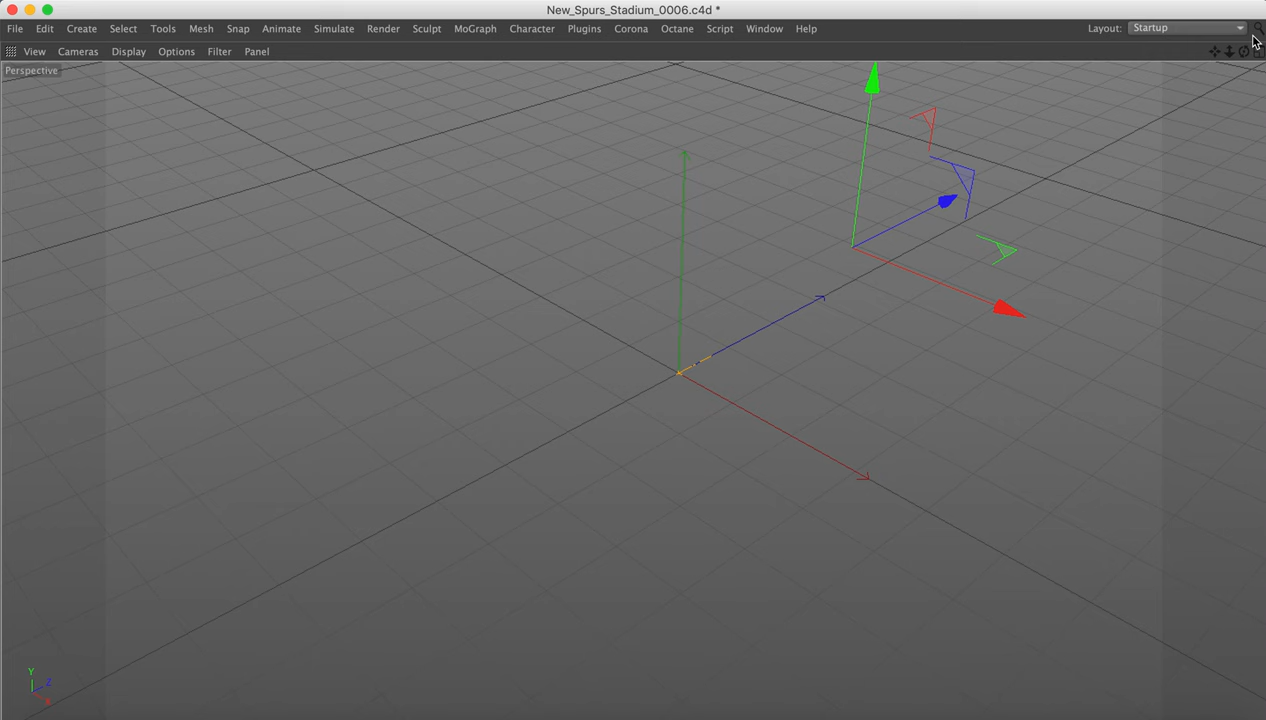 New_Spurs_Stadium_0006.c4d *
File Edit Create Select Tools Mesh Snap Animate Simulate Render Sculpt MoGraph Character Plugins Corona Octane Script Window Help Layout: Startup
View Cameras Display Options Filter Panel
Perspective
Y
Z
X